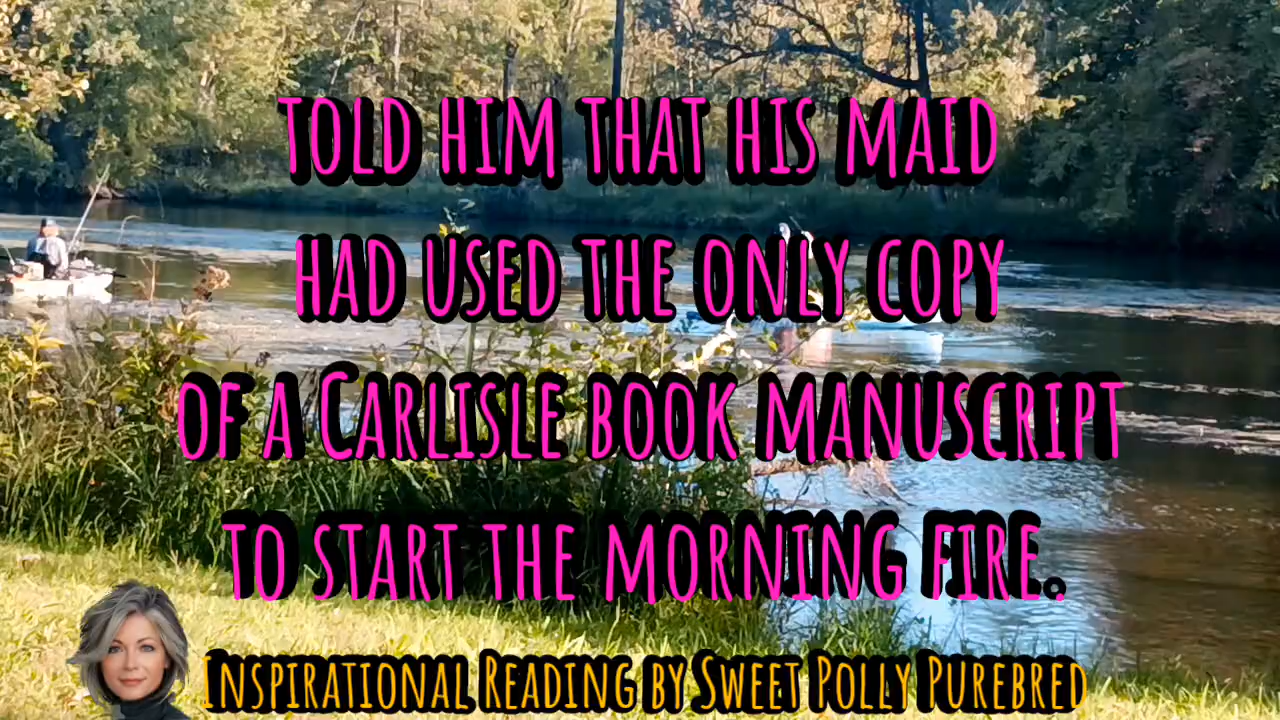 told him that his maid
had used the only copy
of a Carlisle book manuscript
to start the morning fire.
Inspirational Reading by Sweet Polly Purebred